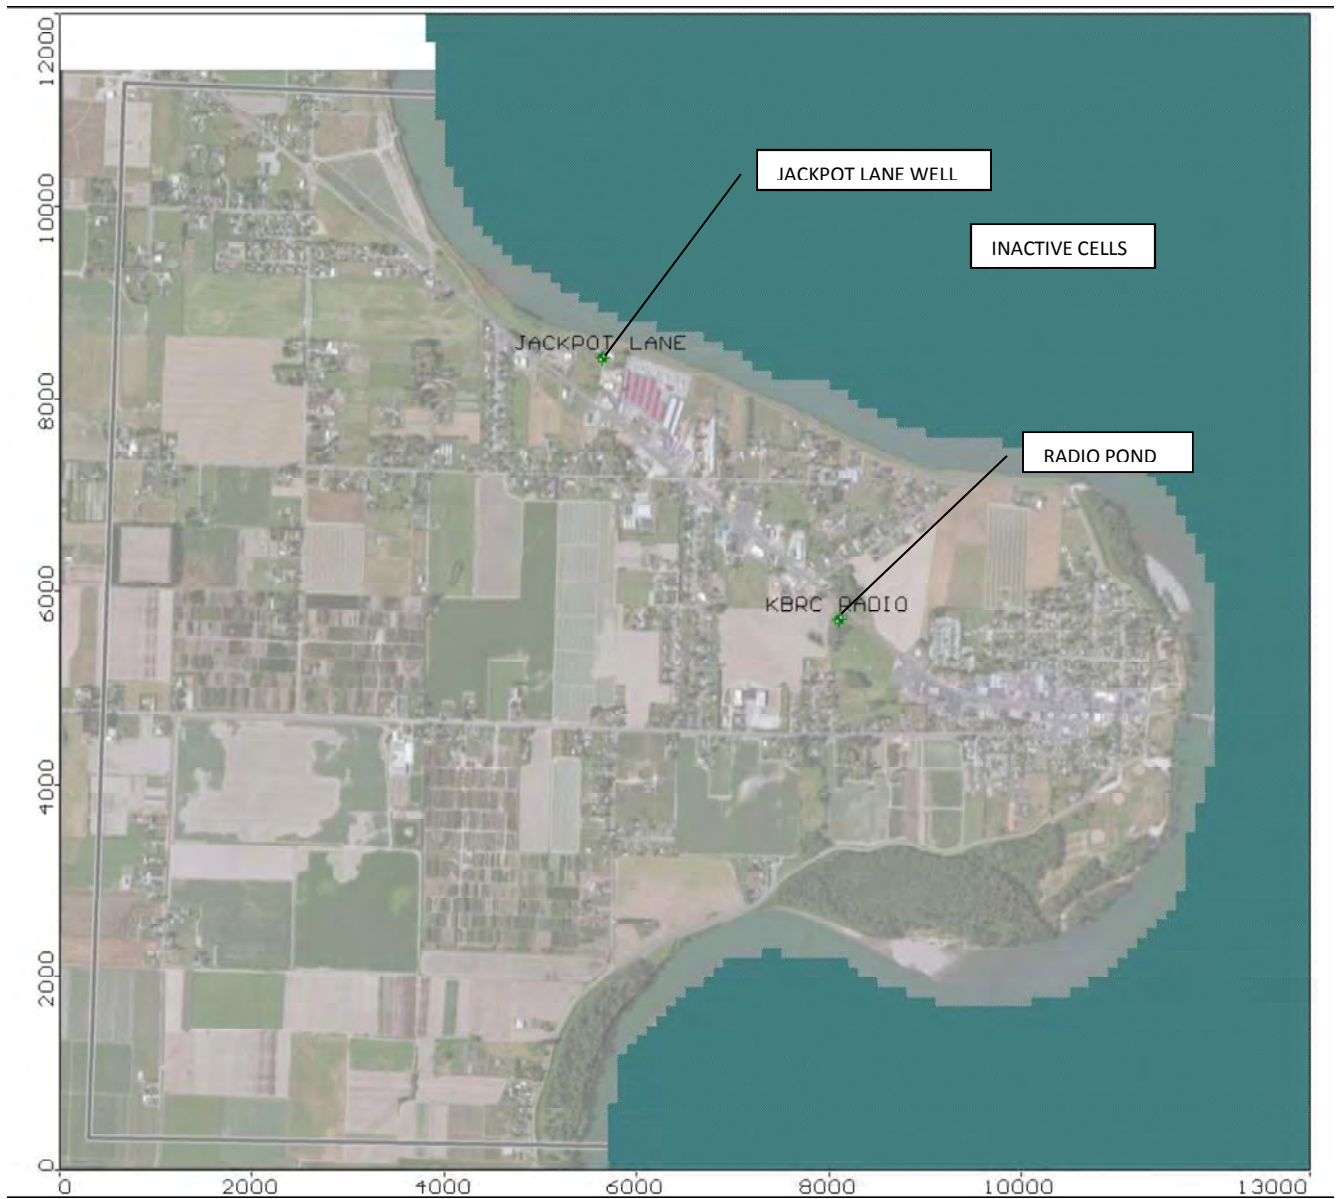 12000
10000
8000
6000
4000
2000
0
JACKPOT LANE WELL
INACTIVE CELLS
JACKPOT LANE
RADIO POND
KBRC RADIO
0 2000 4000 6000 8000 10000 13000